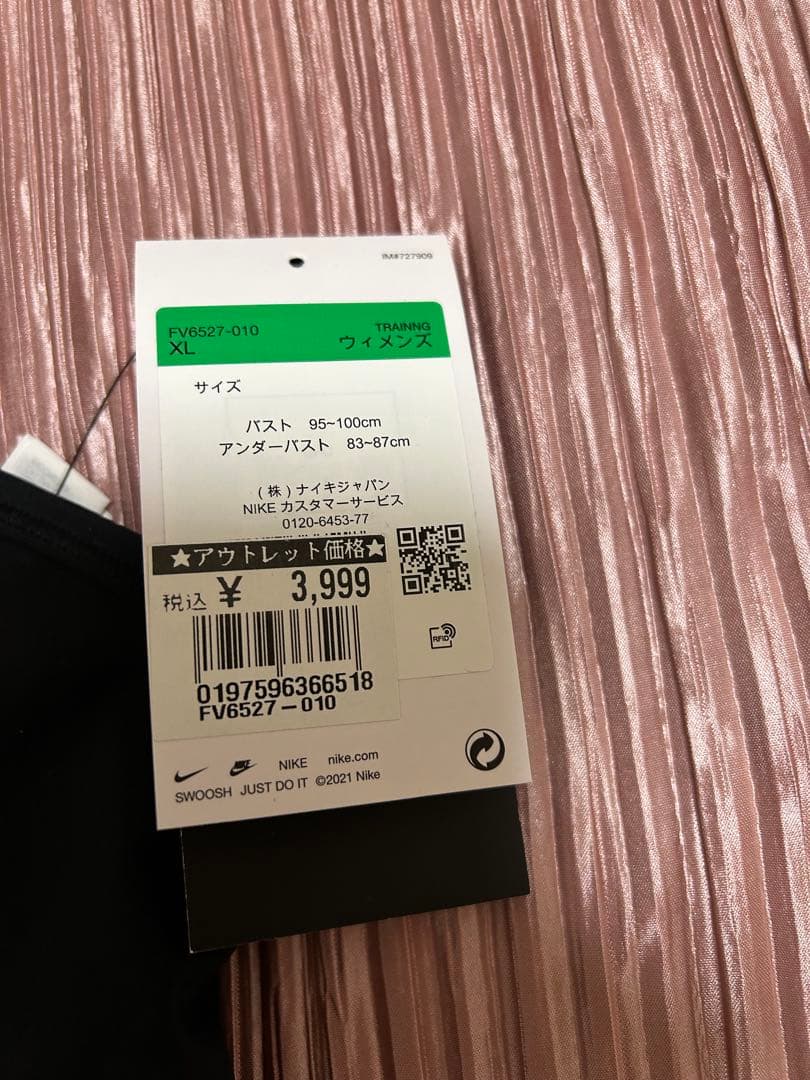 IM#727909
FV6527-010
TRAINNG
XL
ウィメンズ
サイズ
バスト 95~100cm
アンダーバスト 83~87cm
(株)ナイキジャパン
NIKE カスタマーサービス
0120-6453-77
★アウトレット価格★
税込 ¥ 3,999
0197596366518
FV6527-010
RFID
NIKE nike.com
SWOOSH JUST DO IT ©2021 Nike